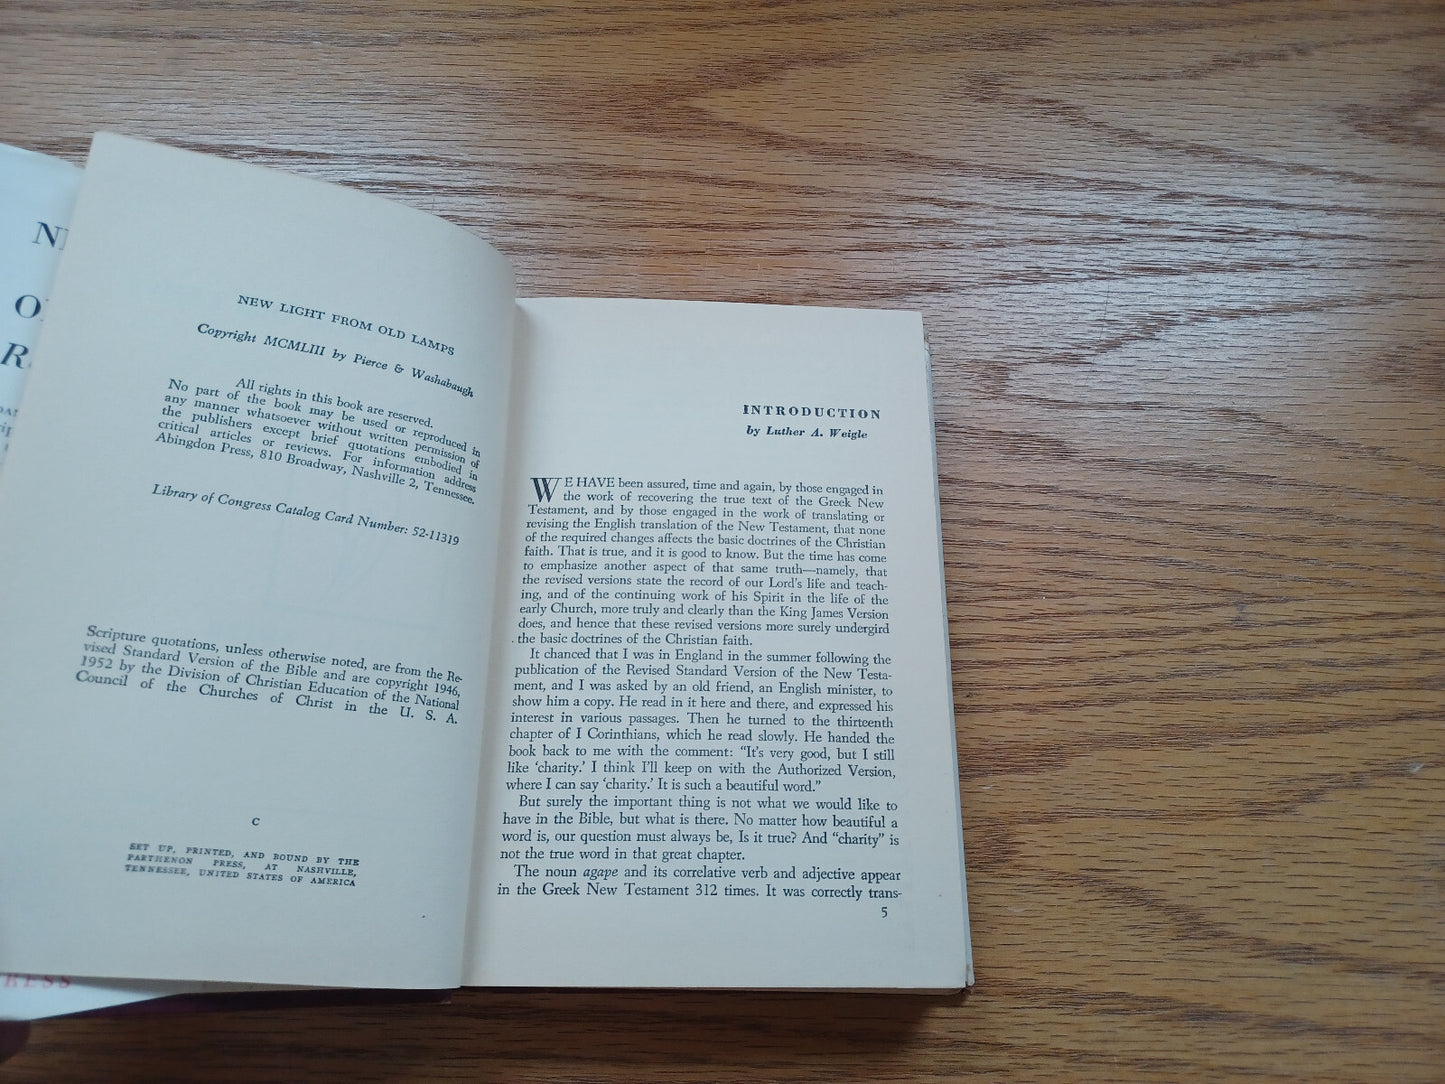 NEW LIGHT FROM OLD LAMPS
Copyright MCMLIII by Pierce & Washabaugh
All rights in this book are reserved.
No part of the book may be used or reproduced in
any manner whatsoever without written permission of
the publishers except brief quotations embodied in
critical articles or reviews. For information address
Abingdon Press, 810 Broadway, Nashville 2, Tennessee.
Library of Congress Catalog Card Number: 52-11319
Scripture quotations, unless otherwise noted, are from the Re-
vised Standard Version of the Bible and are copyright 1946,
1952 by the Division of Christian Education of the National
Council of the Churches of Christ in the U. S. A.
C
SET UP, PRINTED, AND BOUND BY THE
PARTHENON PRESS, AT NASHVILLE,
TENNESSEE, UNITED STATES OF AMERICA
INTRODUCTION
by Luther A. Weigle
WE HAVE been assured, time and again, by those engaged in
the work of recovering the true text of the Greek New
Testament, and by those engaged in the work of translating or
revising the English translation of the New Testament, that none
of the required changes affects the basic doctrines of the Christian
faith. That is true, and it is good to know. But the time has come
to emphasize another aspect of that same truth—namely, that
the revised versions state the record of our Lord's life and teach-
ing, and of the continuing work of his Spirit in the life of the
early Church, more truly and clearly than the King James Version
does, and hence that these revised versions more surely undergird
the basic doctrines of the Christian faith.
It chanced that I was in England in the summer following the
publication of the Revised Standard Version of the New Testa-
ment, and I was asked by an old friend, an English minister, to
show him a copy. He read in it here and there, and expressed his
interest in various passages. Then he turned to the thirteenth
chapter of I Corinthians, which he read slowly. He handed the
book back to me with the comment: "It's very good, but I still
like 'charity.' I think I'll keep on with the Authorized Version,
where I can say 'charity.' It is such a beautiful word."
But surely the important thing is not what we would like to
have in the Bible, but what is there. No matter how beautiful a
word is, our question must always be, Is it true? And "charity" is
not the true word in that great chapter.
The noun agape and its correlative verb and adjective appear
in the Greek New Testament 312 times. It was correctly trans-
5